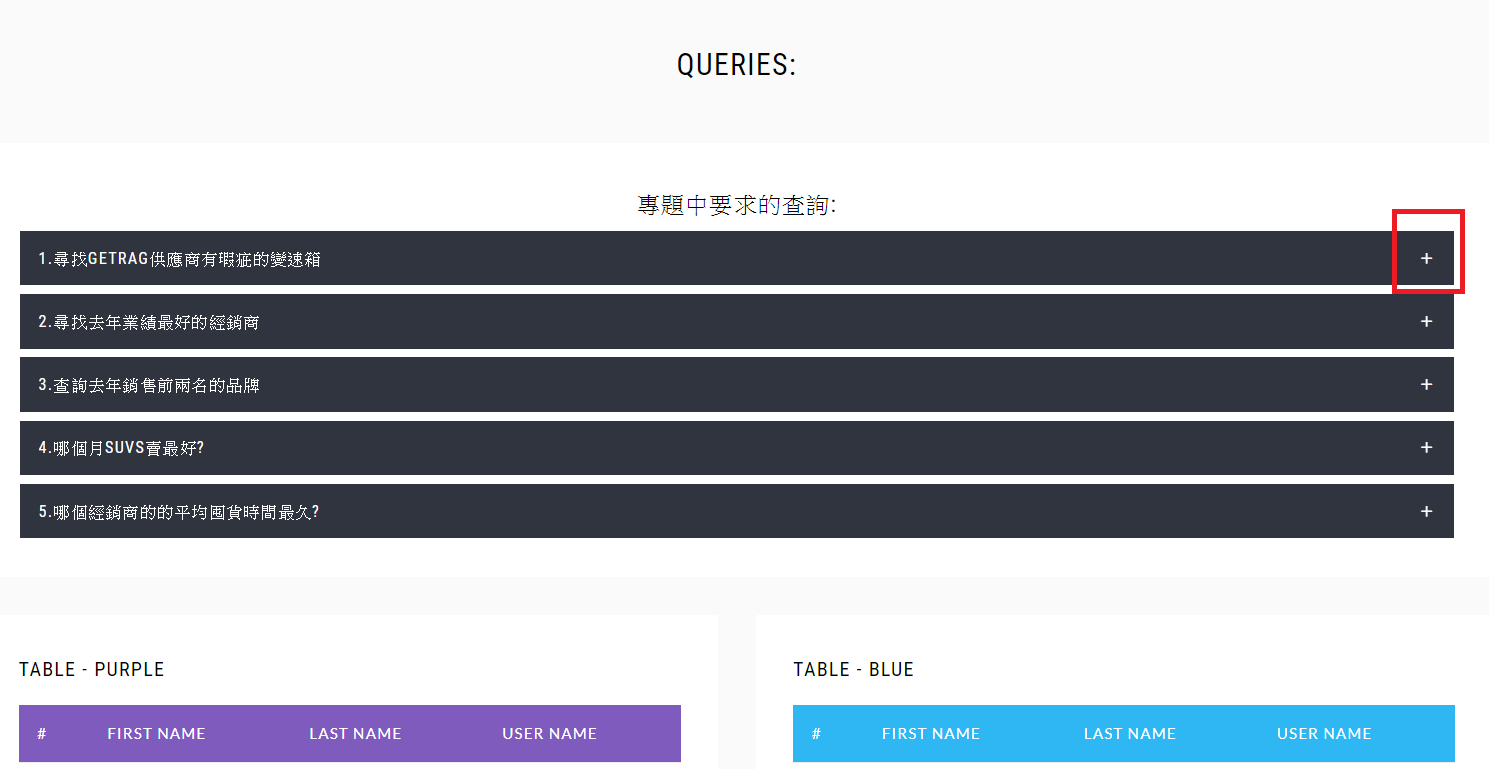 QUERIES:
專題中要求的查詢:
1.尋找GETRAG供應商有瑕疵的變速箱 +
2.尋找去年業績最好的經銷商 +
3.查詢去年銷售前兩名的品牌 +
4.哪個月SUVS賣最好? +
5.哪個經銷商的的平均囤貨時間最久? +
TABLE - PURPLE
# FIRST NAME LAST NAME USER NAME
TABLE - BLUE
# FIRST NAME LAST NAME USER NAME